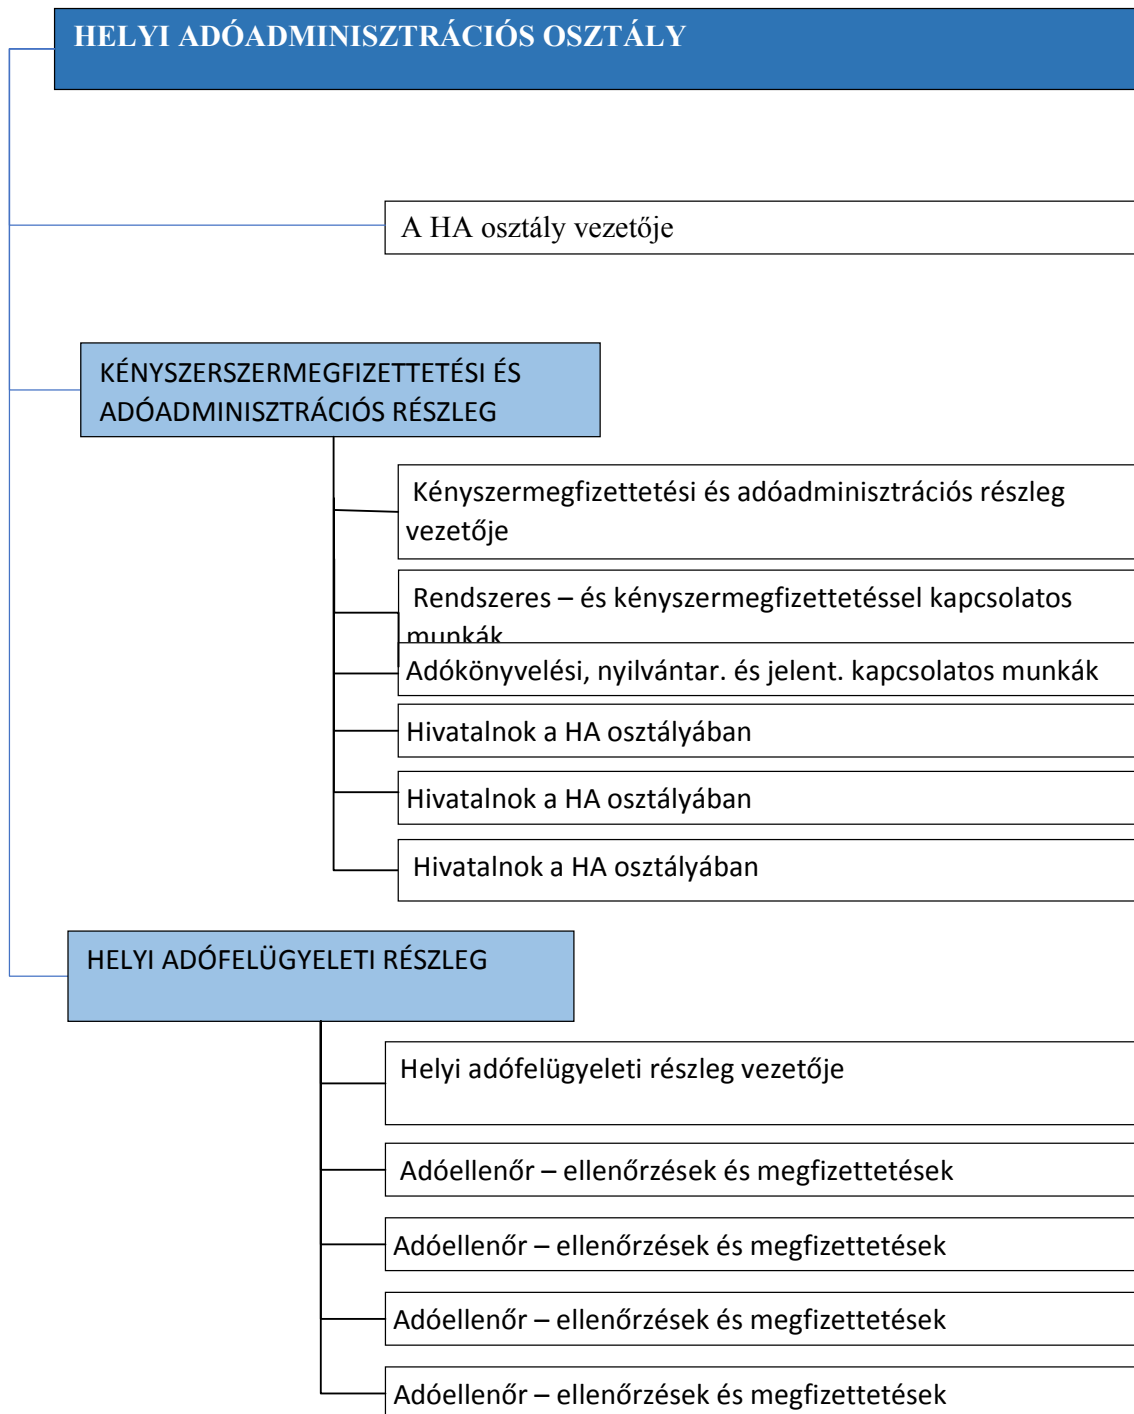 HELYI ADÓADMINISZTRÁCIÓS OSZTÁLY
A HA osztály vezetője
KÉNYSZERSZERMEGFIZETTETÉSI ÉS
ADÓADMINISZTRÁCIÓS RÉSZLEG
Kényszermegfizettetési és adóadminisztrációs részleg
vezetője
Rendszeres – és kényszermegfizettetéssel kapcsolatos
munkák
Adókönyvelési, nyilvántar. és jelent. kapcsolatos munkák
Hivatalnok a HA osztályában
Hivatalnok a HA osztályában
Hivatalnok a HA osztályában
HELYI ADÓFELÜGYELETI RÉSZLEG
Helyi adófelügyeleti részleg vezetője
Adóellenőr – ellenőrzések és megfizettetések
Adóellenőr – ellenőrzések és megfizettetések
Adóellenőr – ellenőrzések és megfizettetések
Adóellenőr – ellenőrzések és megfizettetések